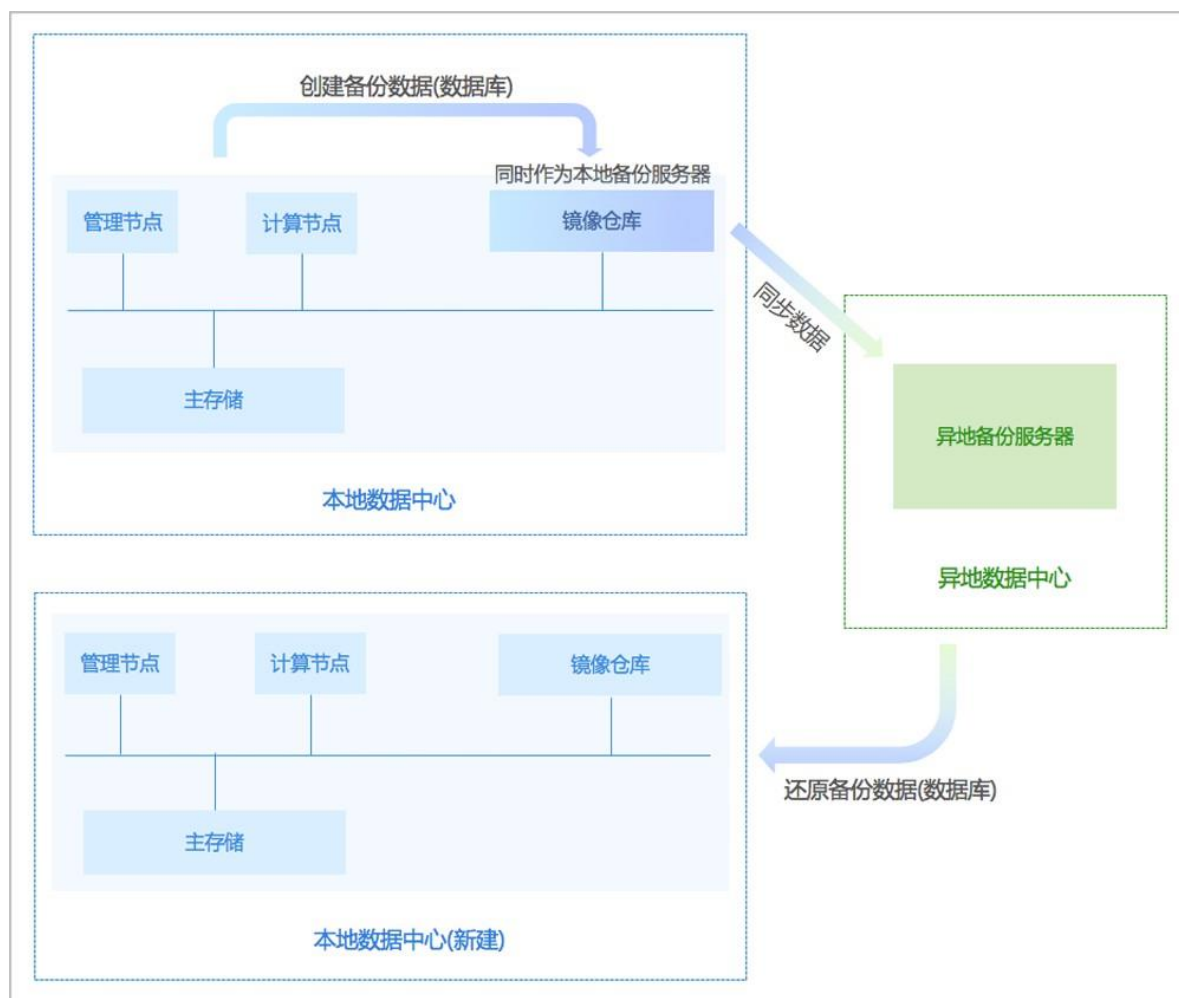 创建备份数据(数据库)
同时作为本地备份服务器
管理节点
计算节点
镜像仓库
同步数据
主存储
异地备份服务器
本地数据中心
异地数据中心
管理节点
计算节点
镜像仓库
还原备份数据(数据库)
主存储
本地数据中心(新建)